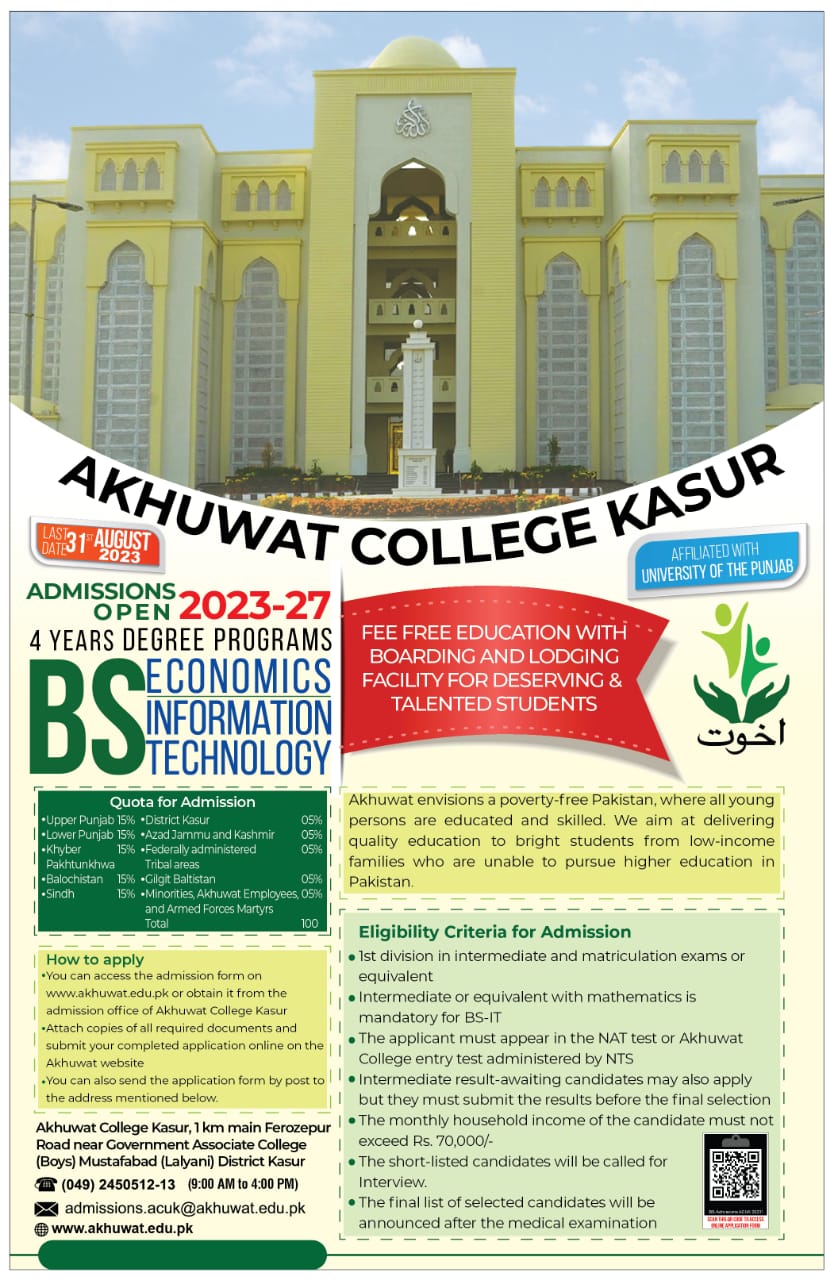 AKHUWAT COLLEGE KASUR
LAST DATE 31ST AUGUST 2023
AFFILIATED WITH
UNIVERSITY OF THE PUNJAB
ADMISSIONS OPEN 2023-27
4 YEARS DEGREE PROGRAMS
BS ECONOMICS
INFORMATION
TECHNOLOGY
FEE FREE EDUCATION WITH
BOARDING AND LODGING
FACILITY FOR DESERVING &
TALENTED STUDENTS
اخوت
Quota for Admission
•Upper Punjab 15% •District Kasur 05%
•Lower Punjab 15% •Azad Jammu and Kashmir 05%
•Khyber 15% •Federally administered 05%
Pakhtunkhwa Tribal areas
•Balochistan 15% •Gilgit Baltistan 05%
•Sindh 15% •Minorities, Akhuwat Employees, 05%
and Armed Forces Martyrs
Total 100
Akhuwat envisions a poverty-free Pakistan, where all young
persons are educated and skilled. We aim at delivering
quality education to bright students from low-income
families who are unable to pursue higher education in
Pakistan.
How to apply
•You can access the admission form on
www.akhuwat.edu.pk or obtain it from the
admission office of Akhuwat College Kasur
•Attach copies of all required documents and
submit your completed application online on the
Akhuwat website
•You can also send the application form by post to
the address mentioned below.
Akhuwat College Kasur, 1 km main Ferozepur
Road near Government Associate College
(Boys) Mustafabad (Lalyani) District Kasur
(049) 2450512-13 (9:00 AM to 4:00 PM)
admissions.acuk@akhuwat.edu.pk
www.akhuwat.edu.pk
Eligibility Criteria for Admission
• 1st division in intermediate and matriculation exams or
equivalent
• Intermediate or equivalent with mathematics is
mandatory for BS-IT
• The applicant must appear in the NAT test or Akhuwat
College entry test administered by NTS
• Intermediate result-awaiting candidates may also apply
but they must submit the results before the final selection
• The monthly household income of the candidate must not
exceed Rs. 70,000/-
• The short-listed candidates will be called for
Interview.
• The final list of selected candidates will be
announced after the medical examination
SCAN THIS QR CODE TO ACCESS
ONLINE APPLICATION FORM